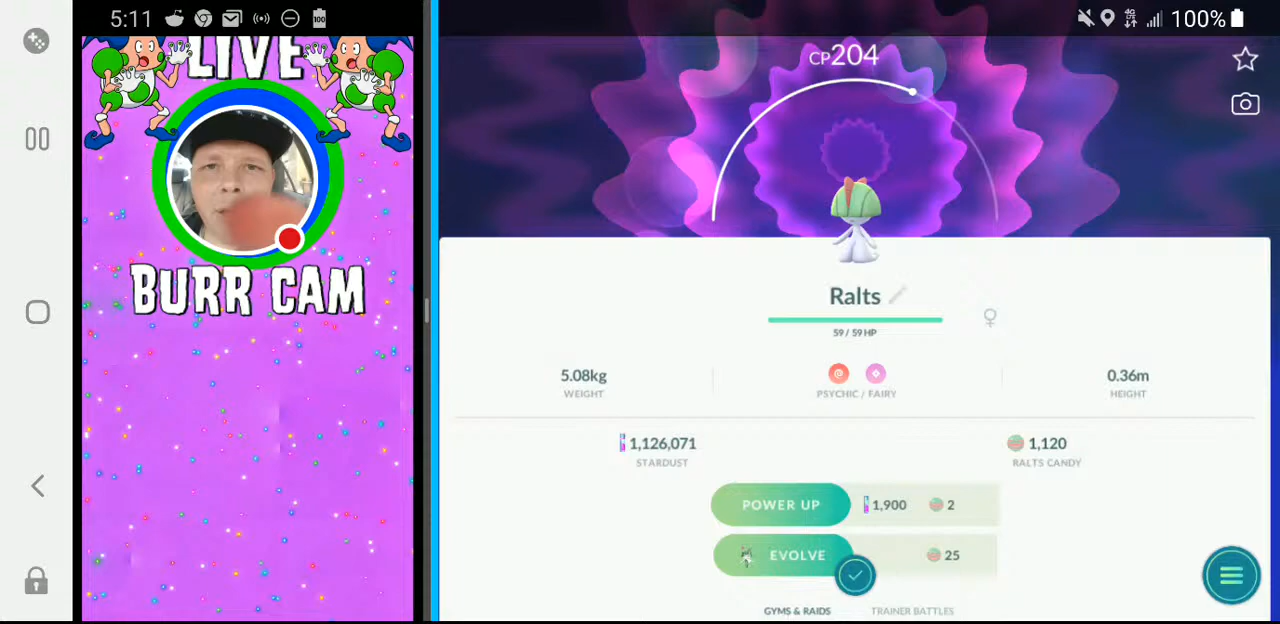 5:11
100
LIVE
BURR CAM
100%
CP204
Ralts
59 / 59 HP
5.08kg
WEIGHT
PSYCHIC / FAIRY
0.36m
HEIGHT
1,126,071
STARDUST
1,120
RALTS CANDY
POWER UP 1,900 2
EVOLVE 25
GYMS & RAIDS TRAINER BATTLES